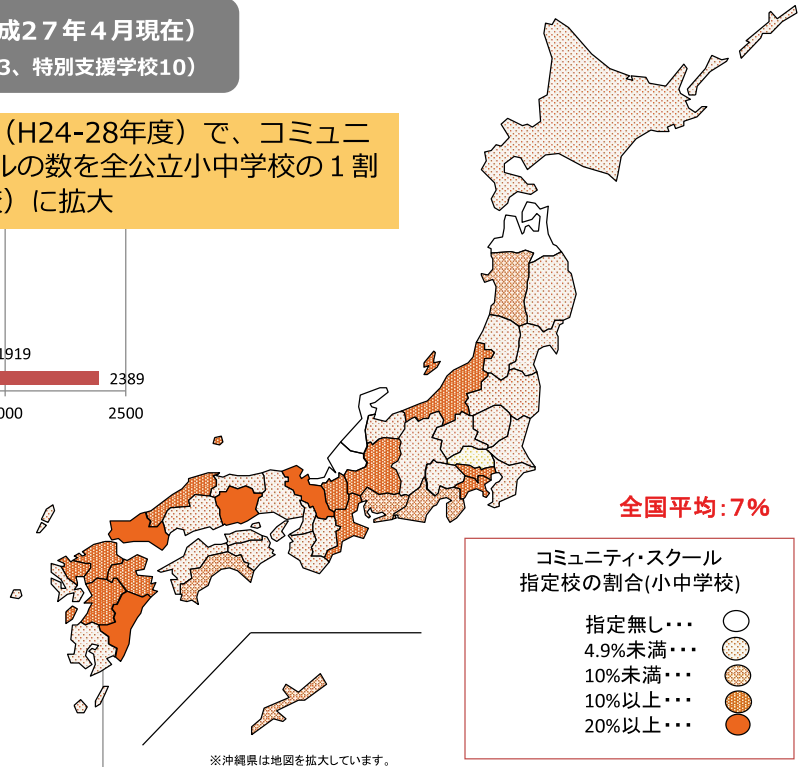 成27年4月現在）
3、特別支援学校10）
（H24-28年度）で、コミュニ
ルの数を全公立小中学校の１割
）に拡大
1919
2389
000
2500
全国平均：7%
コミュニティ・スクール
指定校の割合(小中学校)
指定無し・・・
4.9%未満・・・
10%未満・・・
10%以上・・・
20%以上・・・
※沖縄県は地図を拡大しています。